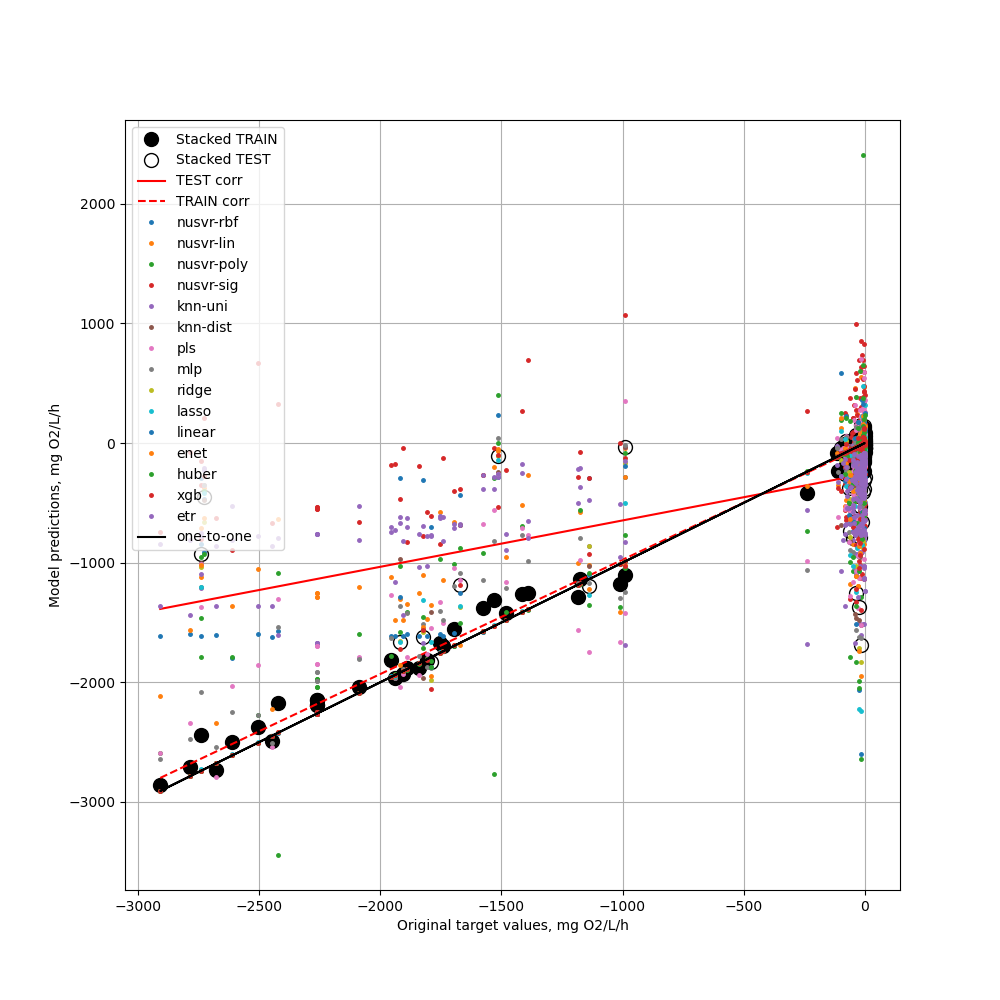 Stacked TRAIN
Stacked TEST
TEST corr
TRAIN corr
nusvr-rbf
nusvr-lin
nusvr-poly
nusvr-sig
knn-uni
knn-dist
pls
mlp
ridge
lasso
linear
enet
huber
xgb
etr
one-to-one
2000
1000
0
−1000
−2000
−3000
Model predictions, mg O2/L/h
−3000 −2500 −2000 −1500 −1000 −500 0
Original target values, mg O2/L/h